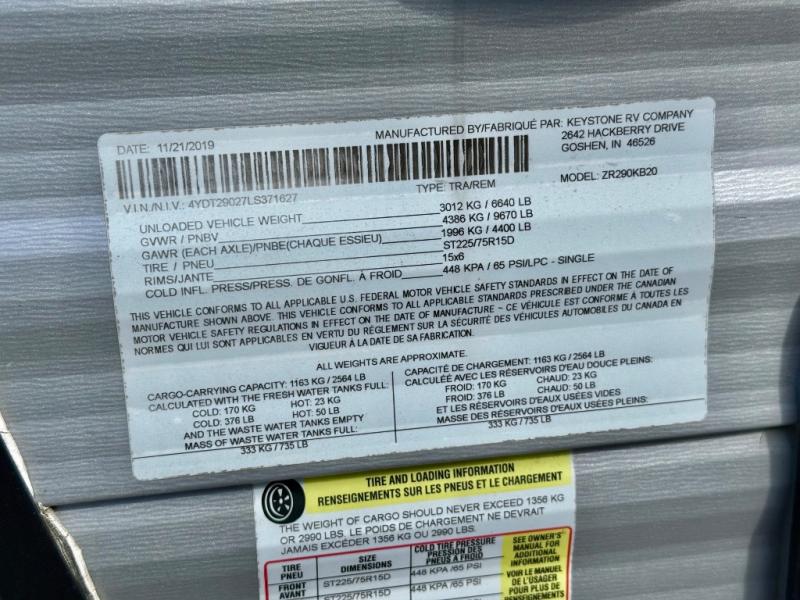 DATE: 11/21/2019
MANUFACTURED BY/FABRIQUÉ PAR: KEYSTONE RV COMPANY
2642 HACKBERRY DRIVE
GOSHEN, IN 46526
V.I.N./N.I.V.: 4YDT29027LS371627
TYPE: TRA/REM
MODEL: ZR290KB20
UNLOADED VEHICLE WEIGHT 3012 KG / 6640 LB
GVWR / PNBV 4386 KG / 9670 LB
GAWR (EACH AXLE)/PNBE(CHAQUE ESSIEU) 1996 KG / 4400 LB
TIRE / PNEU ST225/75R15D
RIMS/JANTE 15x6
COLD INFL. PRESS/PRESS. DE GONFL. À FROID 448 KPA / 65 PSI/LPC - SINGLE
THIS VEHICLE CONFORMS TO ALL APPLICABLE U.S. FEDERAL MOTOR VEHICLE SAFETY STANDARDS IN EFFECT ON THE DATE OF
MANUFACTURE SHOWN ABOVE. THIS VEHICLE CONFORMS TO ALL APPLICABLE STANDARDS PRESCRIBED UNDER THE CANADIAN
MOTOR VEHICLE SAFETY REGULATIONS IN EFFECT ON THE DATE OF MANUFACTURE ~ CE VÉHICULE EST CONFORME À TOUTES LES
NORMES QUI LUI SONT APPLICABLES EN VERTU DU RÈGLEMENT SUR LA SÉCURITÉ DES VÉHICULES AUTOMOBILES DU CANADA EN
VIGUEUR À LA DATE DE SA FABRICATION.
ALL WEIGHTS ARE APPROXIMATE.
CARGO-CARRYING CAPACITY: 1163 KG / 2564 LB
CALCULATED WITH THE FRESH WATER TANKS FULL:
COLD: 170 KG HOT: 23 KG
COLD: 376 LB HOT: 50 LB
AND THE WASTE WATER TANKS EMPTY
MASS OF WASTE WATER TANKS FULL:
333 KG / 735 LB
CAPACITÉ DE CHARGEMENT: 1163 KG / 2564 LB
CALCULÉE AVEC LES RÉSERVOIRS D'EAU DOUCE PLEINS:
FROID: 170 KG CHAUD: 23 KG
FROID: 376 LB CHAUD: 50 LB
ET LES RÉSERVOIRS D'EAUX USÉES VIDES
MASSE DES RÉSERVOIRS D'EAUX USÉES PLEINS:
333 KG / 735 LB
TIRE AND LOADING INFORMATION
RENSEIGNEMENTS SUR LES PNEUS ET LE CHARGEMENT
THE WEIGHT OF CARGO SHOULD NEVER EXCEED 1356 KG
OR 2990 LBS. LE POIDS DE CHARGEMENT NE DEVRAIT
JAMAIS EXCÉDER 1356 KG OU 2990 LBS.
TIRE SIZE COLD TIRE PRESSURE
PNEU DIMENSIONS PRESSION DES
PNEUS A FROID
FRONT ST225/75R15D 448 KPA /65 PSI
AVANT
ST225/75R15D 448 KPA /65 PSI
SEE OWNER'S
MANUAL FOR
ADDITIONAL
INFORMATION
VOIR LE MANUEL
DE L'USAGER
POUR PLUS DE
RENSEIGNEMENTS